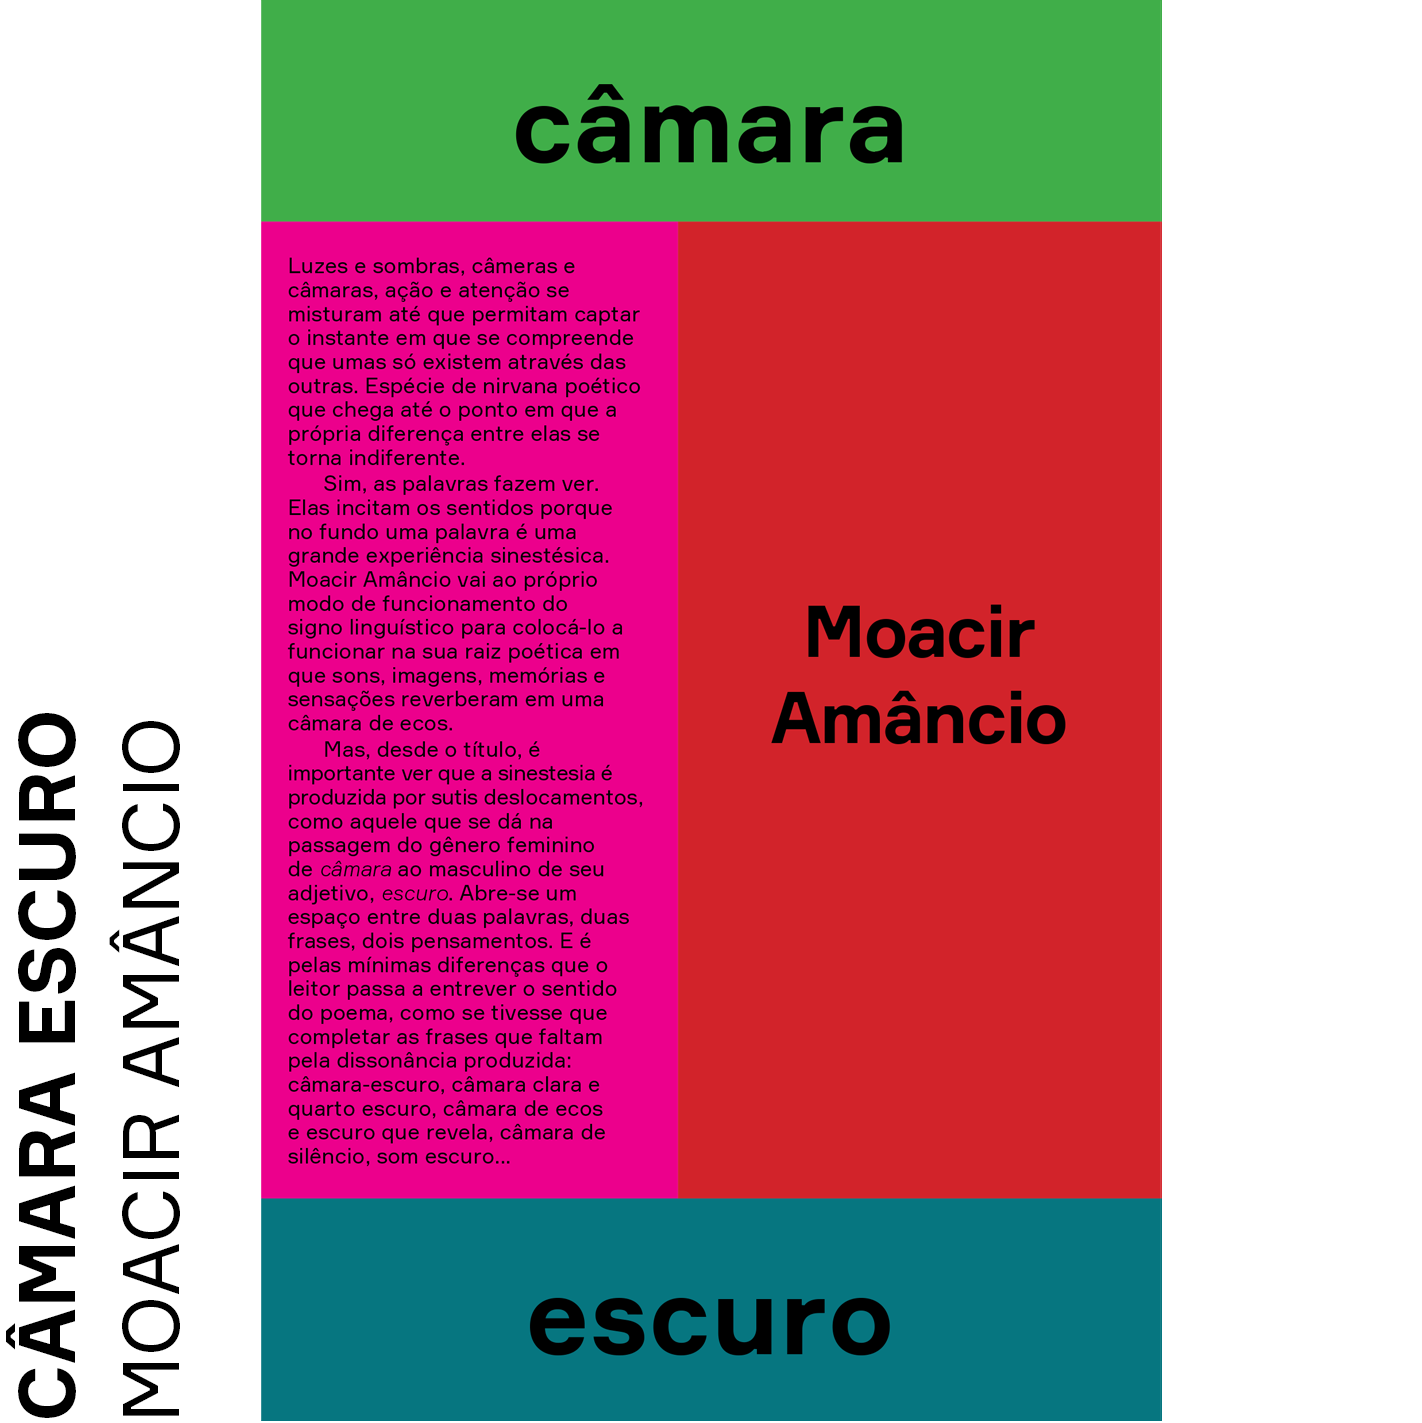 CÂMARA ESCURO
MOACIR AMÂNCIO
câmara
Luzes e sombras, câmeras e
câmaras, ação e atenção se
misturam até que permitam captar
o instante em que se compreende
que umas só existem através das
outras. Espécie de nirvana poético
que chega até o ponto em que a
própria diferença entre elas se
torna indiferente.
Sim, as palavras fazem ver.
Elas incitam os sentidos porque
no fundo uma palavra é uma
grande experiência sinestésica.
Moacir Amâncio vai ao próprio
modo de funcionamento do
signo linguístico para colocá-lo a
funcionar na sua raiz poética em
que sons, imagens, memórias e
sensações reverberam em uma
câmara de ecos.
Mas, desde o título, é
importante ver que a sinestesia é
produzida por sutis deslocamentos,
como aquele que se dá na
passagem do gênero feminino
de câmara ao masculino de seu
adjetivo, escuro. Abre-se um
espaço entre duas palavras, duas
frases, dois pensamentos. E é
pelas mínimas diferenças que o
leitor passa a entrever o sentido
do poema, como se tivesse que
completar as frases que faltam
pela dissonância produzida:
câmara-escuro, câmara clara e
quarto escuro, câmara de ecos
e escuro que revela, câmara de
silêncio, som escuro...
Moacir
Amâncio
escuro